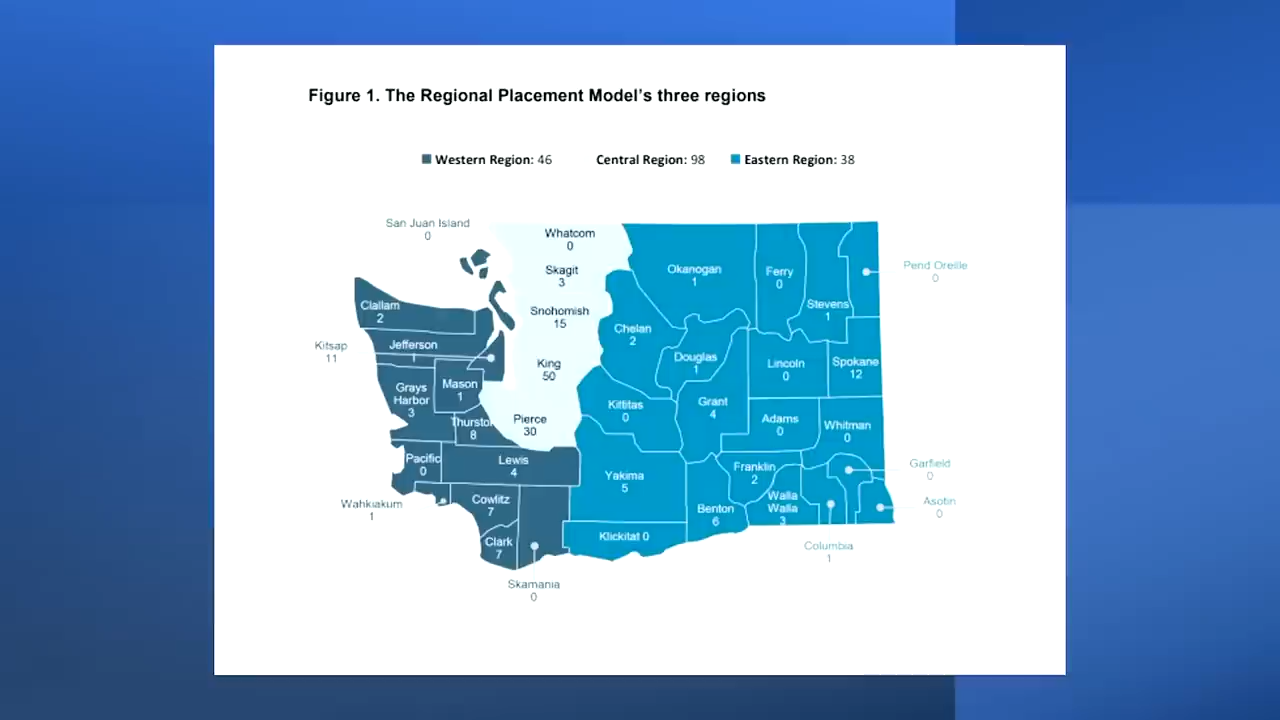 Figure 1. The Regional Placement Model's three regions
Western Region: 46 Central Region: 98 Eastern Region: 38
San Juan Island
0
Whatcom
0
Skagit
3
Snohomish
15
King
50
Pierce
30
Clallam
2
Kitsap
11
Jefferson
1
Grays
Harbor
3
Mason
1
Thurston
8
Pacific
0
Lewis
4
Wahkiakum
1
Cowlitz
7
Clark
7
Skamania
0
Okanogan
1
Ferry
0
Stevens
1
Pend Oreille
0
Chelan
2
Douglas
1
Lincoln
0
Spokane
12
Kittitas
0
Grant
4
Adams
0
Whitman
0
Yakima
5
Franklin
2
Walla
Walla
3
Benton
6
Klickitat 0
Garfield
0
Asotin
0
Columbia
1